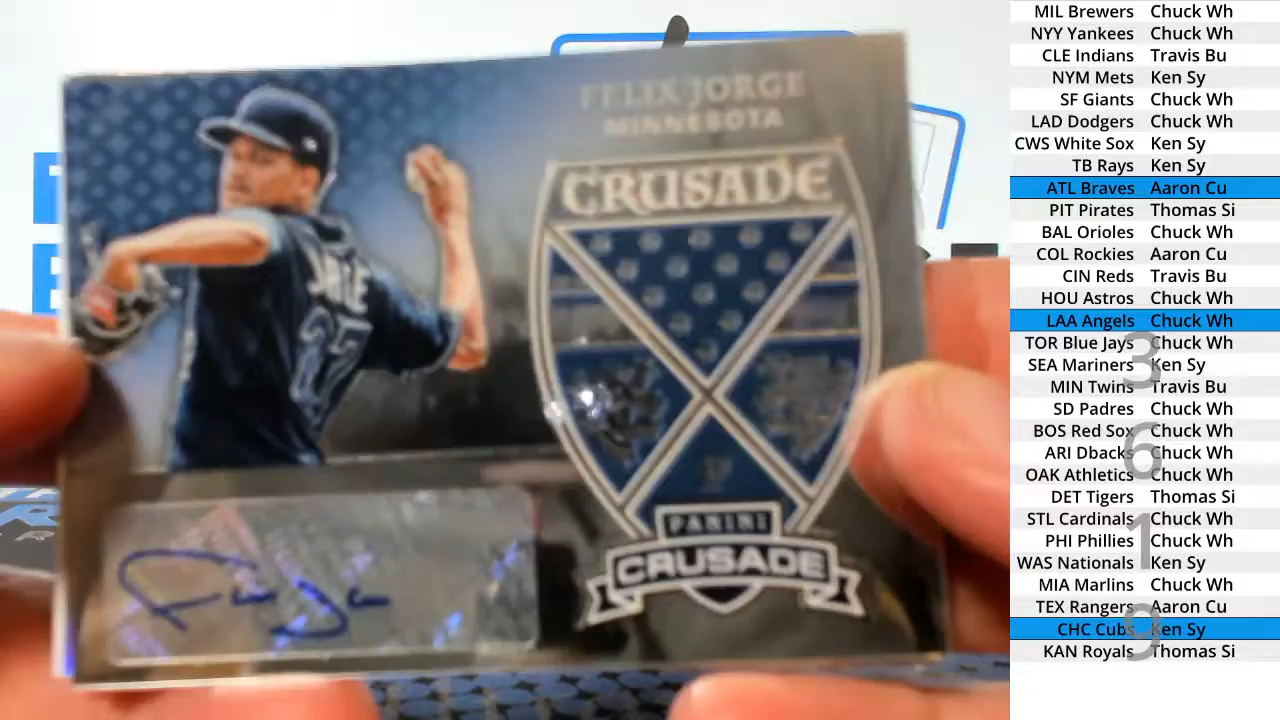 FELIX JORGE
MINNESOTA
CRUSADE
PANINI
CRUSADE
27
MIL Brewers Chuck Wh
NYY Yankees Chuck Wh
CLE Indians Travis Bu
NYM Mets Ken Sy
SF Giants Chuck Wh
LAD Dodgers Chuck Wh
CWS White Sox Ken Sy
TB Rays Ken Sy
ATL Braves Aaron Cu
PIT Pirates Thomas Si
BAL Orioles Chuck Wh
COL Rockies Aaron Cu
CIN Reds Travis Bu
HOU Astros Chuck Wh
LAA Angels Chuck Wh
TOR Blue Jays Chuck Wh
SEA Mariners Ken Sy
MIN Twins Travis Bu
SD Padres Chuck Wh
BOS Red Sox Chuck Wh
ARI Dbacks Chuck Wh
OAK Athletics Chuck Wh
DET Tigers Thomas Si
STL Cardinals Chuck Wh
PHI Phillies Chuck Wh
WAS Nationals Ken Sy
MIA Marlins Chuck Wh
TEX Rangers Aaron Cu
CHC Cubs Ken Sy
KAN Royals Thomas Si
3
6
1
9